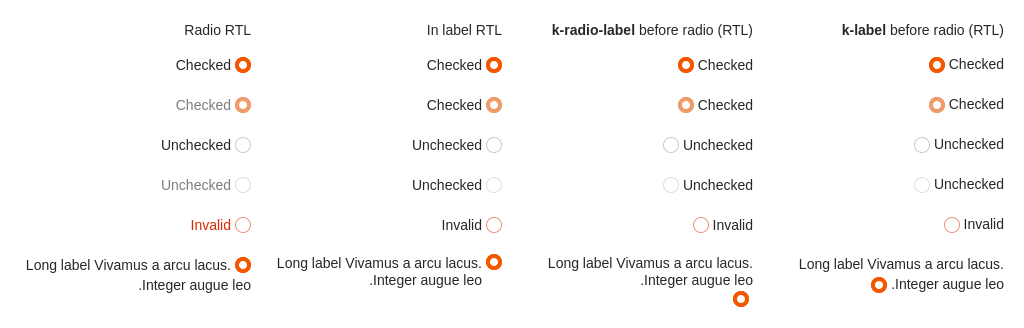 Radio RTL
Checked
Checked
Unchecked
Unchecked
Invalid
Long label Vivamus a arcu lacus.
.Integer augue leo
In label RTL
Checked
Checked
Unchecked
Unchecked
Invalid
Long label Vivamus a arcu lacus.
.Integer augue leo
k-radio-label before radio (RTL)
Checked
Checked
Unchecked
Unchecked
Invalid
Long label Vivamus a arcu lacus.
.Integer augue leo
k-label before radio (RTL)
Checked
Checked
Unchecked
Unchecked
Invalid
Long label Vivamus a arcu lacus.
.Integer augue leo